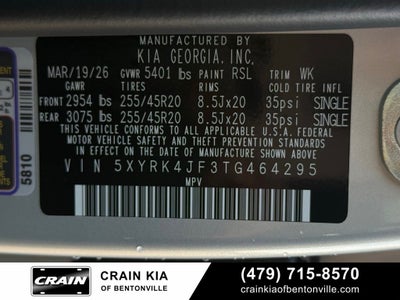 MANUFACTURED BY
KIA GEORGIA, INC.
MAR/19/26 GVWR 5401 lbs PAINT RSL TRIM WK
GAWR TIRES RIMS COLD TIRE INFL
FRONT 2954 lbs 255/45R20 8.5Jx20 35psi SINGLE
REAR 3075 lbs 255/45R20 8.5Jx20 35psi SINGLE
THIS VEHICLE CONFORMS TO ALL APPLICABLE U.S.A. FEDERAL
MOTOR VEHICLE SAFETY, BUMPER, AND THEFT PREVENTION
STANDARDS IN EFFECT ON THE DATE OF MANUFACTURE
SHOWN ABOVE.
VIN 5XYRK4JF3TG464295
MPV
5810
CRAIN
OF BENTONVILLE
CRAIN KIA
OF BENTONVILLE
(479) 715-8570
crainkiaofbentonville.com